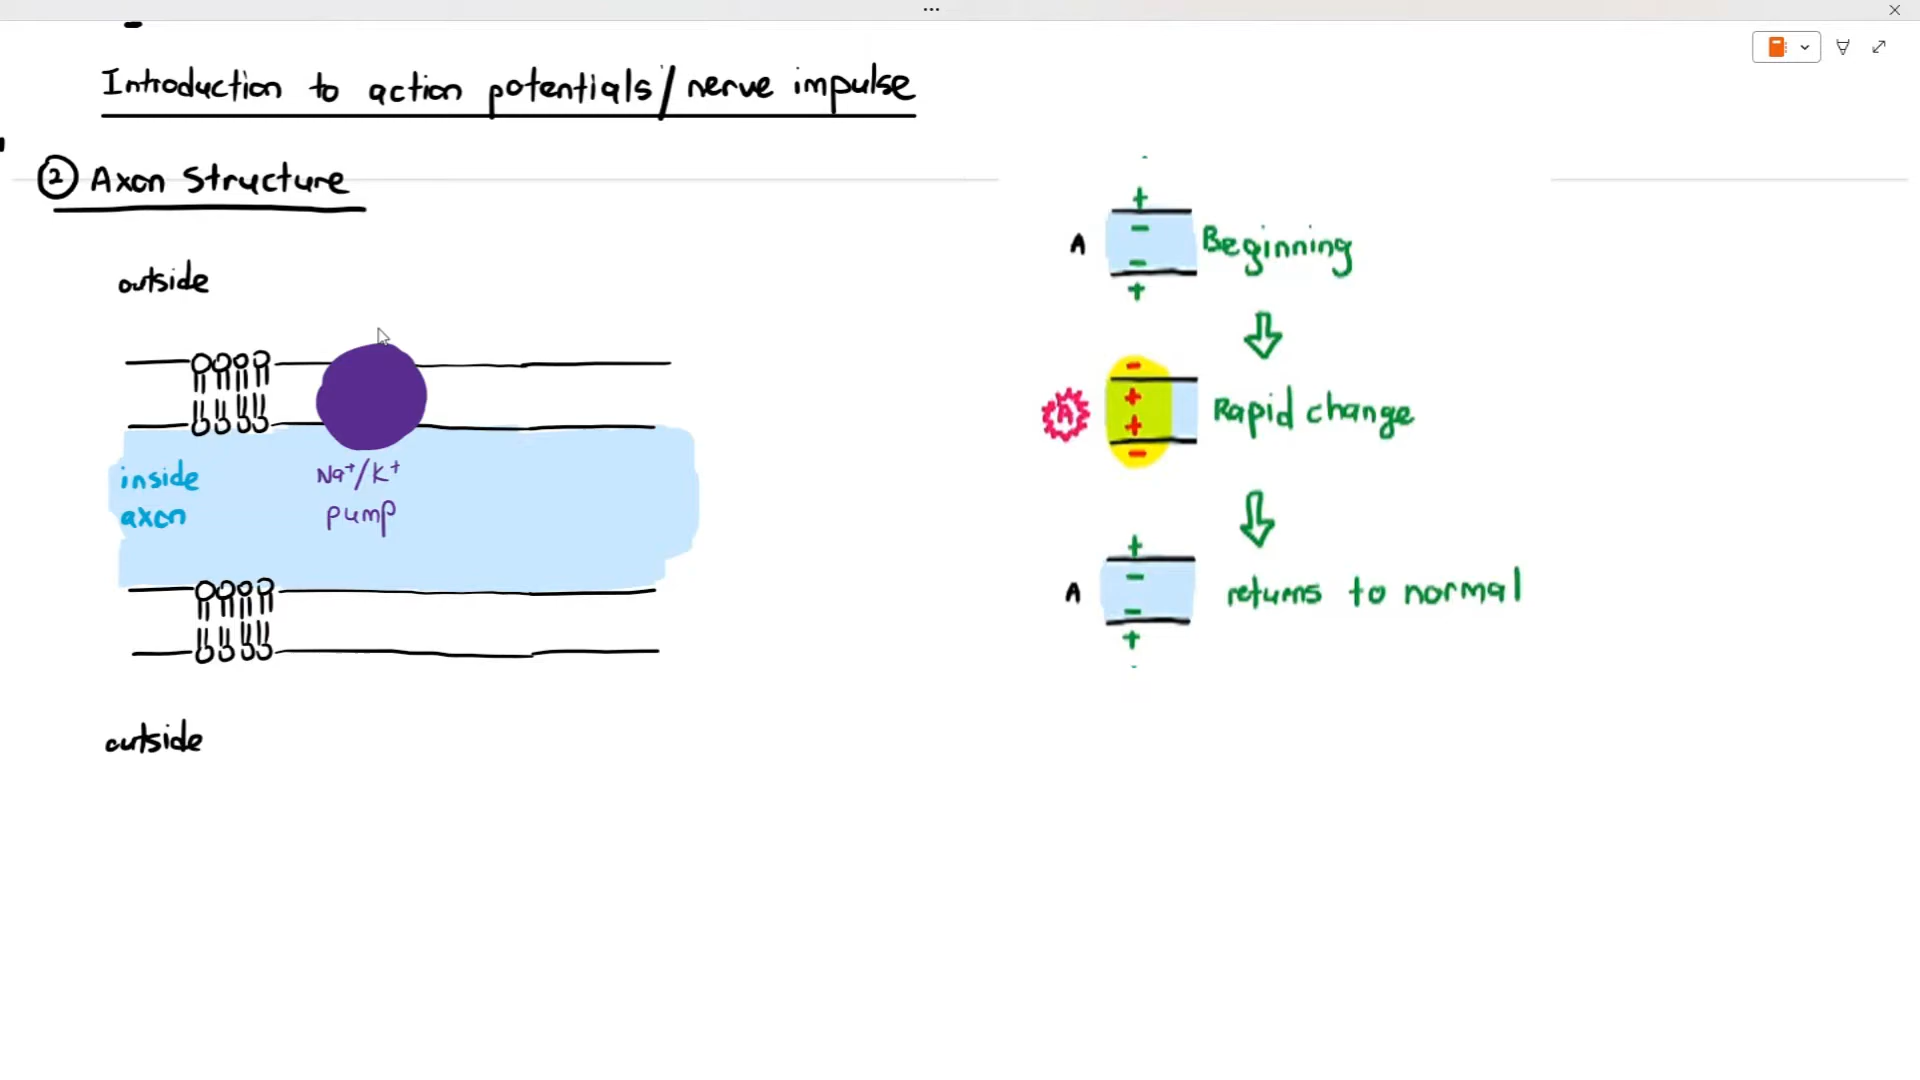 Introduction to action potentials/nerve impulse
② Axon Structure
outside
inside
axon
Na⁺/K⁺
pump
outside
+
-
A Beginning
-
+
-
+
A Rapid change
+
-
+
-
A returns to normal
-
+